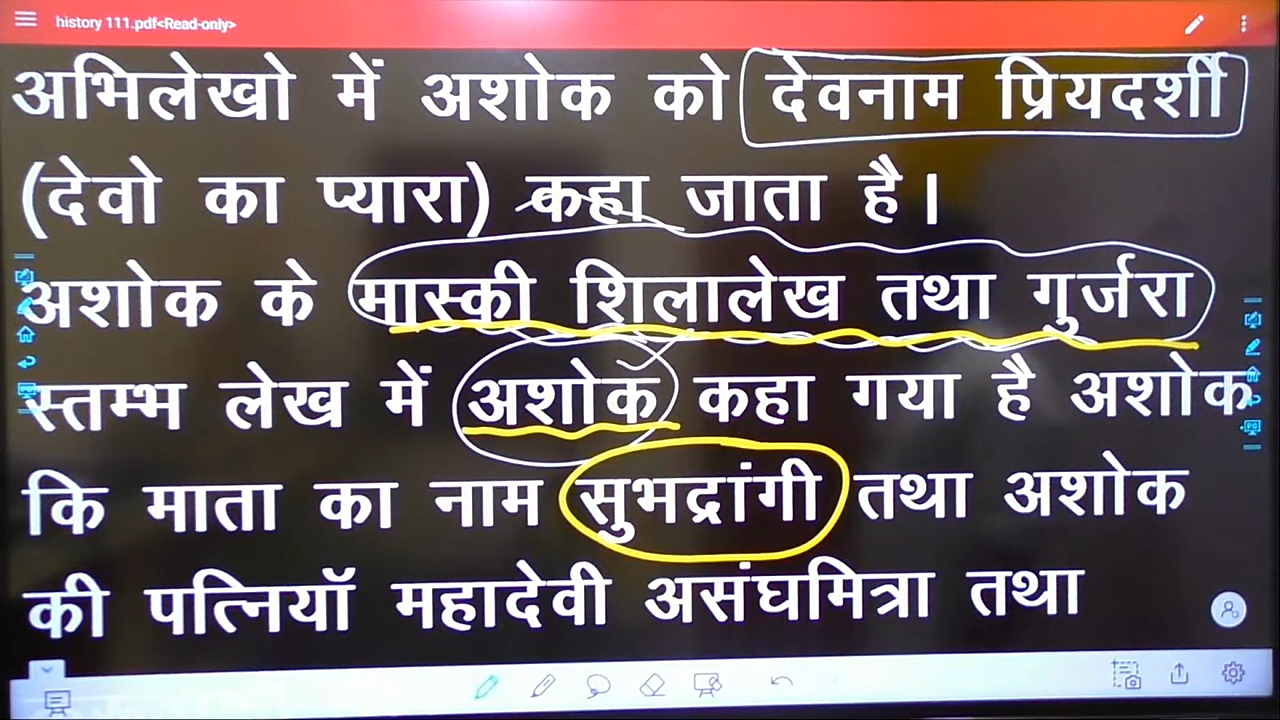 history 111.pdf<Read-only>
अभिलेखो में अशोक को देवनाम प्रियदर्शी
(देवो का प्यारा) कहा जाता है।
अशोक के मास्की शिलालेख तथा गुर्जरा
स्तम्भ लेख में अशोक कहा गया है अशोक
कि माता का नाम सुभद्रांगी तथा अशोक
की पत्नियॉ महादेवी असंघमित्रा तथा